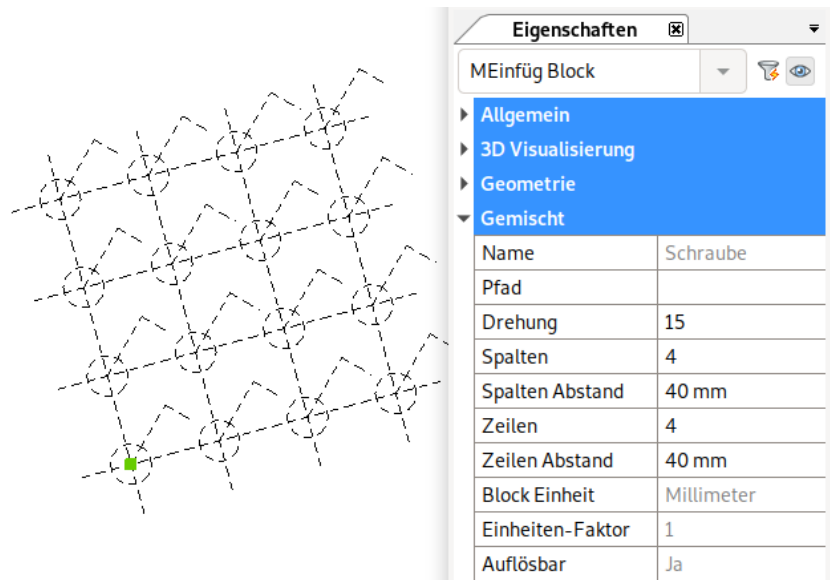 Eigenschaften
MEinfüg Block
Allgemein
3D Visualisierung
Geometrie
Gemischt
Name Schraube
Pfad
Drehung 15
Spalten 4
Spalten Abstand 40 mm
Zeilen 4
Zeilen Abstand 40 mm
Block Einheit Millimeter
Einheiten-Faktor 1
Auflösbar Ja